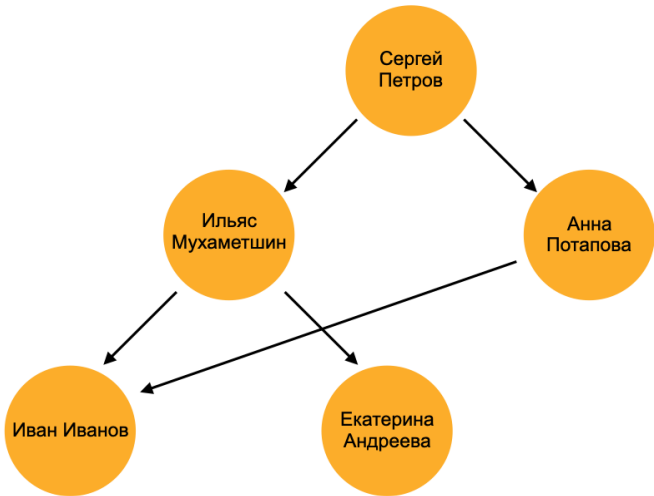 Сергей
Петров
Ильяс
Мухаметшин
Анна
Потапова
Иван Иванов
Екатерина
Андреева